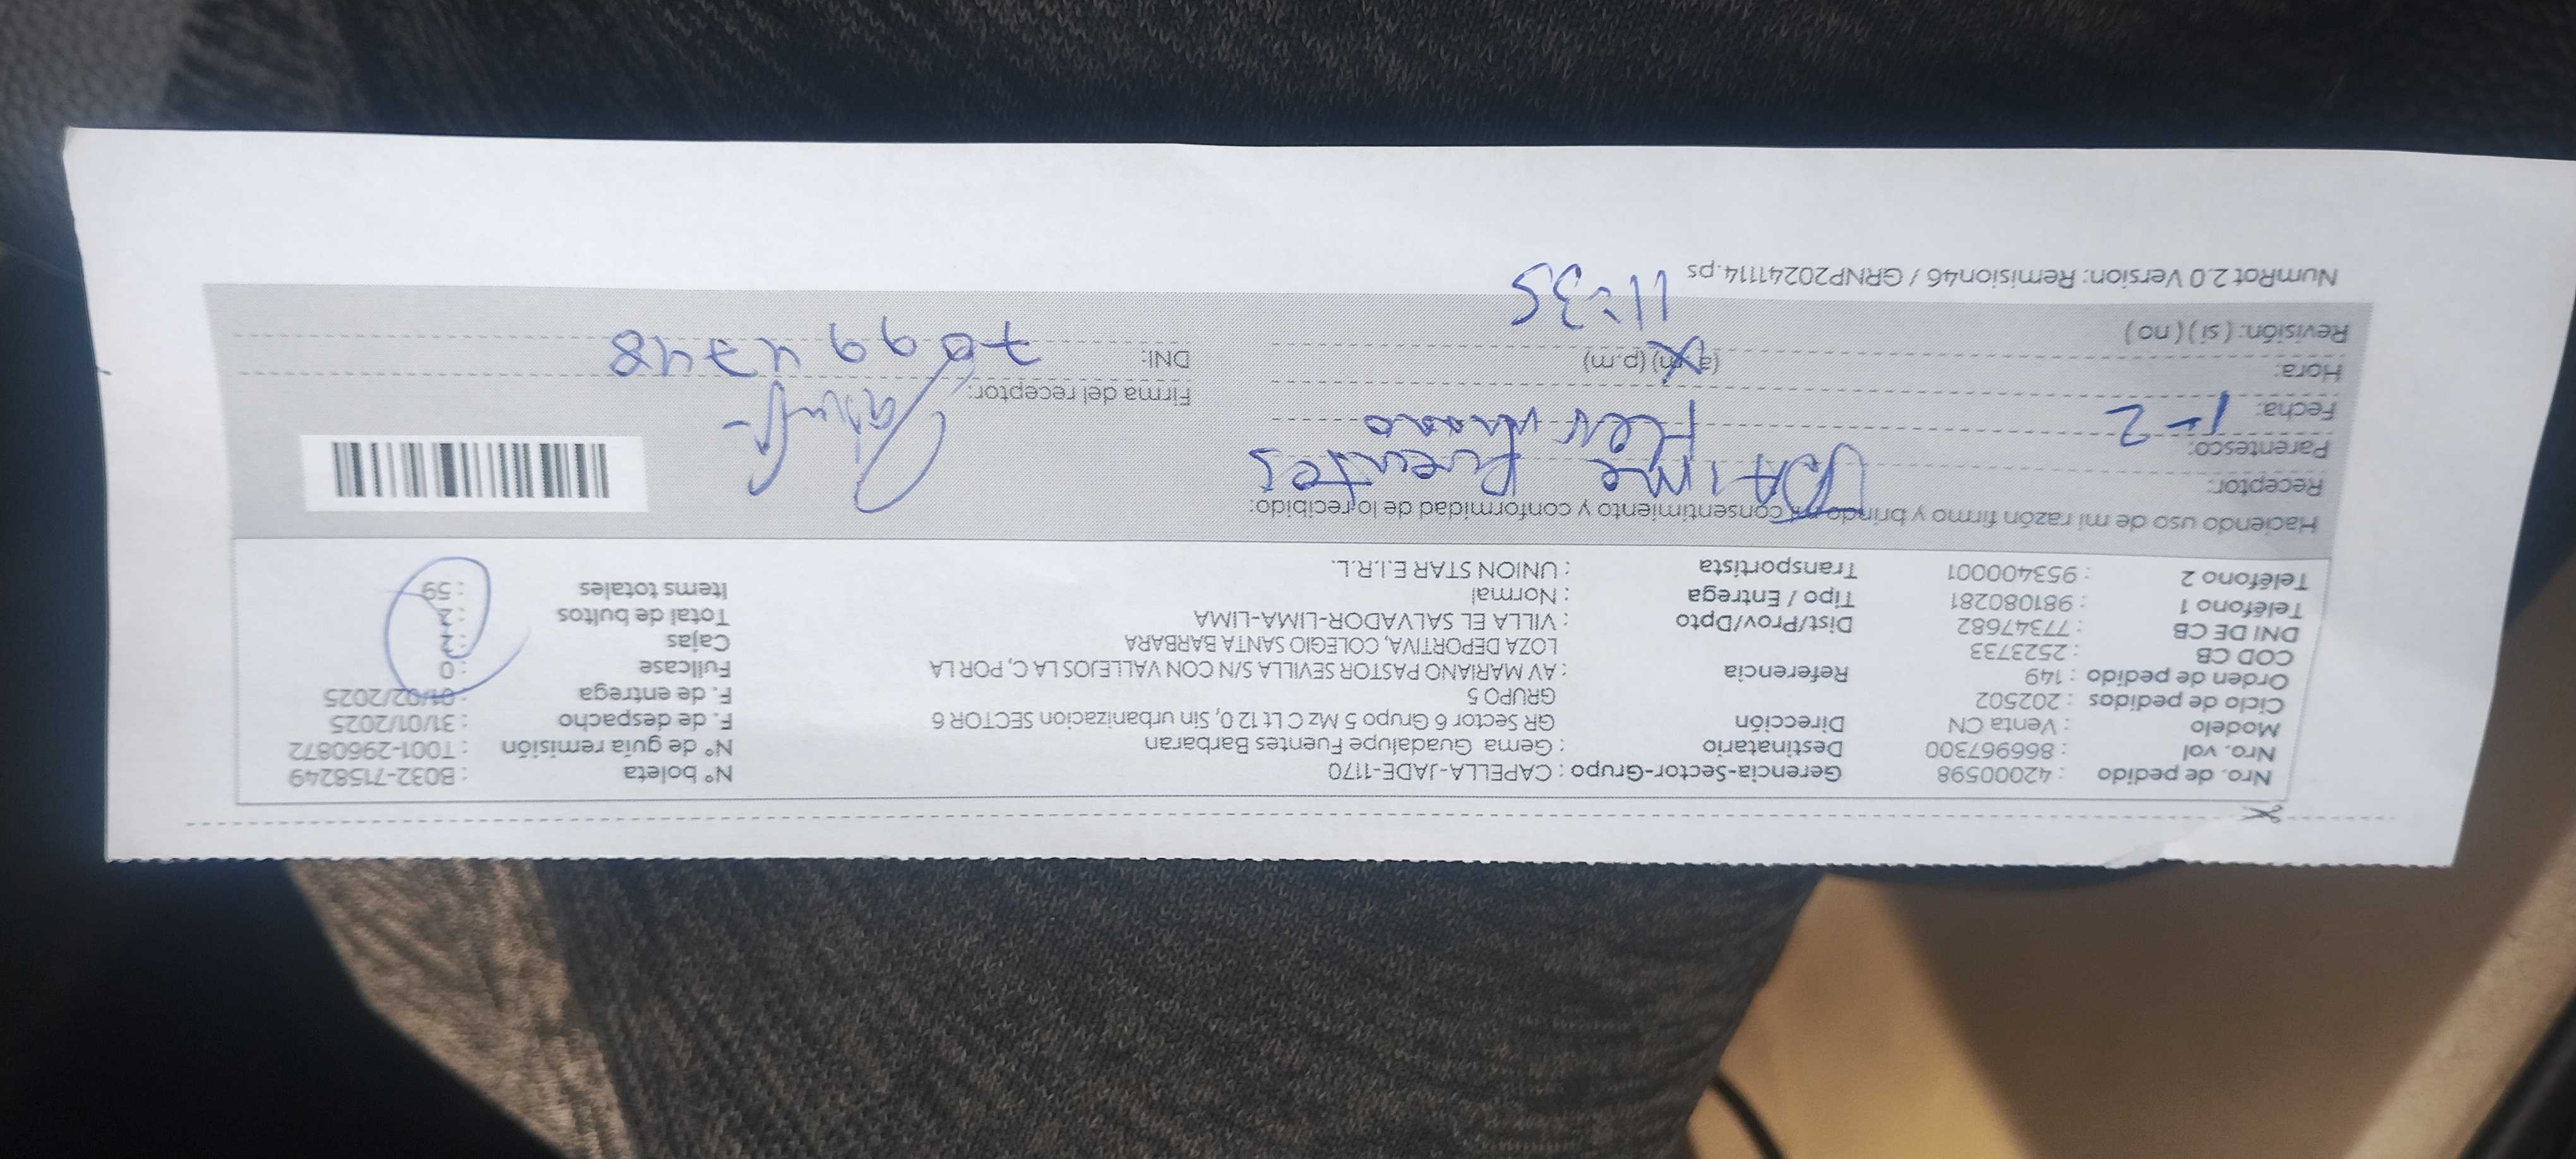 Nro. de pedido : 42000598 Gerencia-Sector-Grupo : CAPELLA-JADE-1170 N° boleta : B032-7158249
Nro. vol : 866967300 Destinatario : Gema Guadalupe Fuentes Barbaran N° de guía remisión : T001-2960872
Modelo : Venta CN Dirección GR Sector 6 Grupo 5 Mz C Lt 12 0, Sin urbanizacion SECTOR 6 F. de despacho : 31/01/2025
Ciclo de pedidos : 202502 GRUPO 5 F. de entrega : 01/02/2025
Orden de pedido : 149 Referencia : AV MARIANO PASTOR SEVILLA S/N CON VALLEJOS LA C, POR LA Fullcase : 0
COD CB : 2523733 LOZA DEPORTIVA, COLEGIO SANTA BARBARA Cajas : 2
DNI DE CB : 77347682 Dist/Prov/Dpto : VILLA EL SALVADOR-LIMA-LIMA Total de bultos : 2
Teléfono 1 : 981080281 Tipo / Entrega : Normal Items totales : 59
Teléfono 2 : 953400001 Transportista : UNION STAR E.I.R.L.
Haciendo uso de mi razón firmo y brindo mi consentimiento y conformidad de lo recibido:
Receptor: JAIME Fuentes
Parentesco: Hermano
Fecha: 1-2 Firma del receptor:
Hora: (a.m) (p.m) DNI: 70994748
Revisión: ( si ) ( no ) 11:35
NumRot 2.0 Version: Remision46 / GRNP20241114.ps